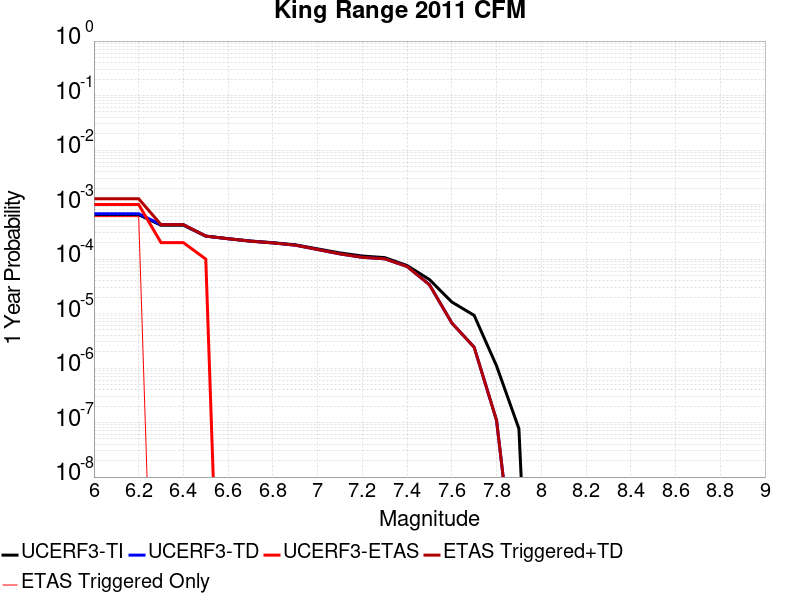 King Range 2011 CFM
10^0
10^-1
10^-2
10^-3
10^-4
10^-5
10^-6
10^-7
10^-8
1 Year Probability
6 6.2 6.4 6.6 6.8 7 7.2 7.4 7.6 7.8 8 8.2 8.4 8.6 8.8 9
Magnitude
UCERF3-TI UCERF3-TD UCERF3-ETAS ETAS Triggered+TD
ETAS Triggered Only